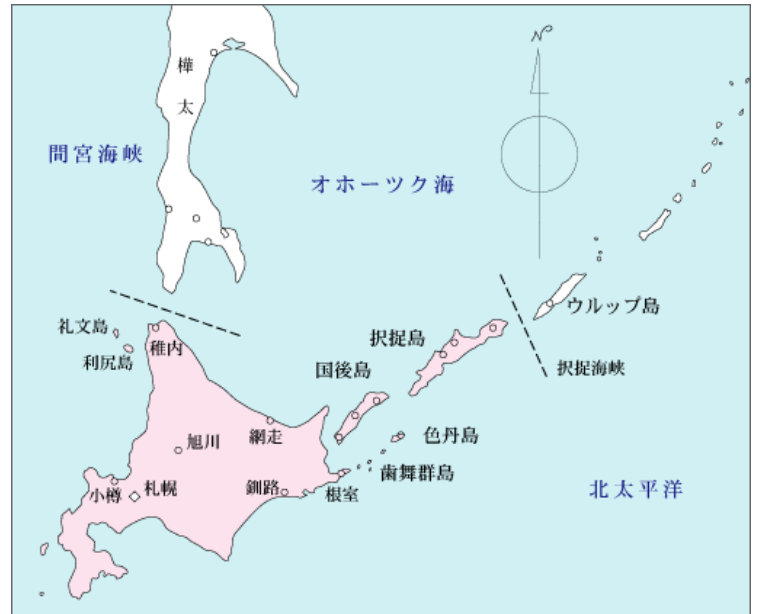 N
樺太
間宮海峡
オホーツク海
ウルップ島
礼文島
稚内
択捉島
利尻島
国後島
択捉海峡
旭川
網走
色丹島
歯舞群島
小樽
札幌
釧路
根室
北太平洋